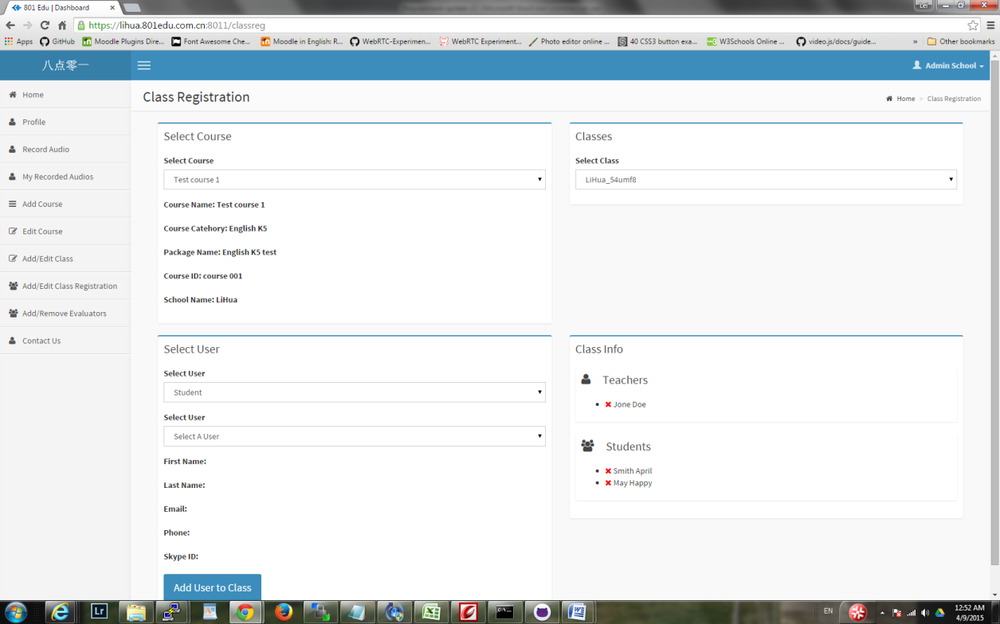 801 Edu | Dashboard
Lei
https://lihua.801edu.com.cn:8011/classreg
Apps GitHub Moodle Plugins Dire... Font Awesome Che... Moodle in English: R... WebRTC-Experimen... WebRTC Experiment... Photo editor online ... 40 CSS3 button exa... W3Schools Online ... video.js/docs/guide... » Other bookmarks
八点零一
Admin School
Home
Profile
Record Audio
My Recorded Audios
Add Course
Edit Course
Add/Edit Class
Add/Edit Class Registration
Add/Remove Evaluators
Contact Us
Class Registration
Home > Class Registration
Select Course
Select Course
Test course 1
Course Name: Test course 1
Course Catehory: English K5
Package Name: English K5 test
Course ID: course 001
School Name: LiHua
Classes
Select Class
LiHua_54umf8
Select User
Select User
Student
Select User
Select A User
First Name:
Last Name:
Email:
Phone:
Skype ID:
Add User to Class
Class Info
Teachers
Jone Doe
Students
Smith April
May Happy
Lr
EN
12:52 AM
4/9/2015